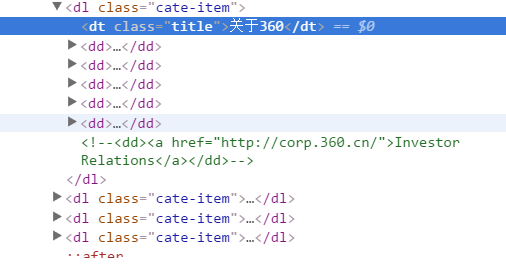 ▼<dl class="cate-item">
<dt class="title">关于360</dt> == $0
▶<dd>…</dd>
▶<dd>…</dd>
▶<dd>…</dd>
▶<dd>…</dd>
▶<dd>…</dd>
<!--<dd><a href="http://corp.360.cn/">Investor
Relations</a></dd>-->
</dl>
▶<dl class="cate-item">…</dl>
▶<dl class="cate-item">…</dl>
▶<dl class="cate-item">…</dl>
::after